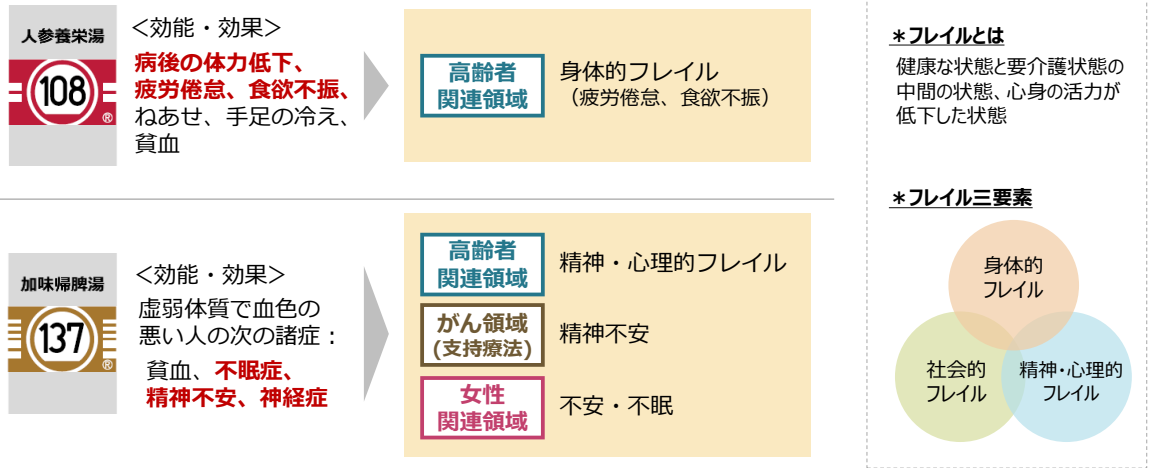 人参養栄湯
108
®
<効能・効果>
病後の体力低下、
疲労倦怠、食欲不振、
ねあせ、手足の冷え、
貧血
高齢者
関連領域
身体的フレイル
（疲労倦怠、食欲不振）
加味帰脾湯
137
®
<効能・効果>
虚弱体質で血色の
悪い人の次の諸症：
貧血、不眠症、
精神不安、神経症
高齢者
関連領域
精神・心理的フレイル
がん領域
(支持療法)
精神不安
女性
関連領域
不安・不眠
＊フレイルとは
健康な状態と要介護状態の
中間の状態、心身の活力が
低下した状態
＊フレイル三要素
身体的
フレイル
社会的
フレイル
精神・心理的
フレイル